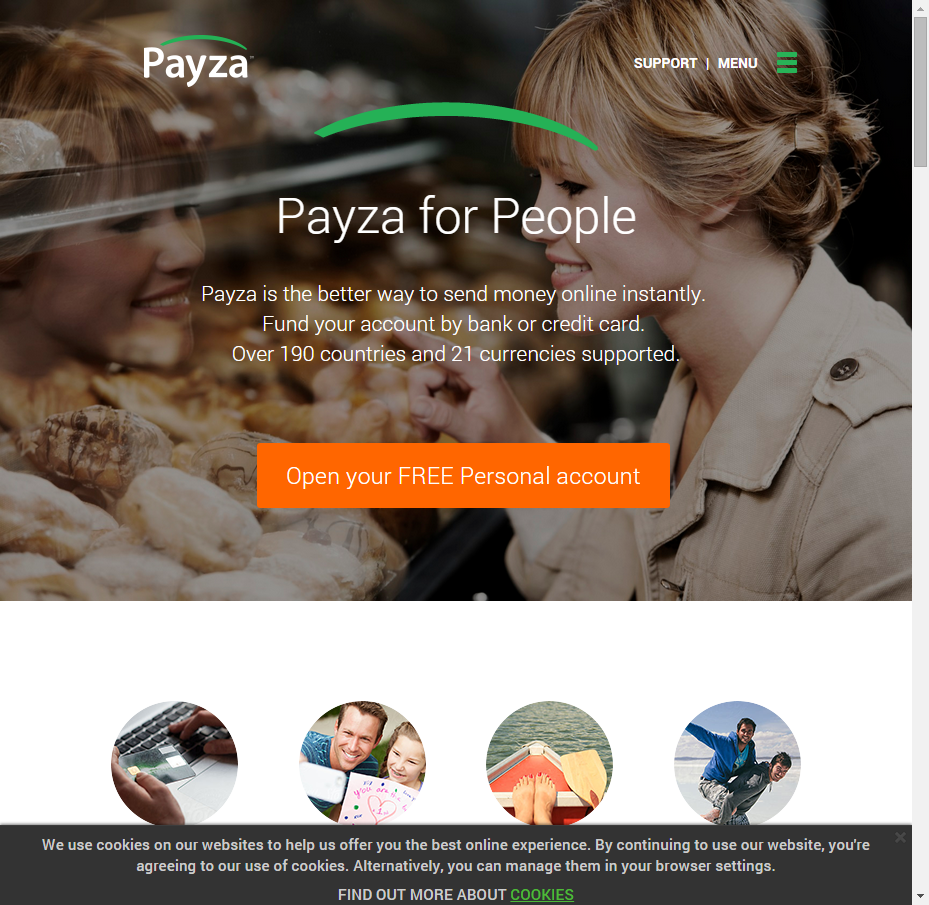 Payza
SUPPORT | MENU
Payza for People
Payza is the better way to send money online instantly.
Fund your account by bank or credit card.
Over 190 countries and 21 currencies supported.
Open your FREE Personal account
you are the
We use cookies on our websites to help us offer you the best online experience. By continuing to use our website, you're
agreeing to our use of cookies. Alternatively, you can manage them in your browser settings.
FIND OUT MORE ABOUT COOKIES